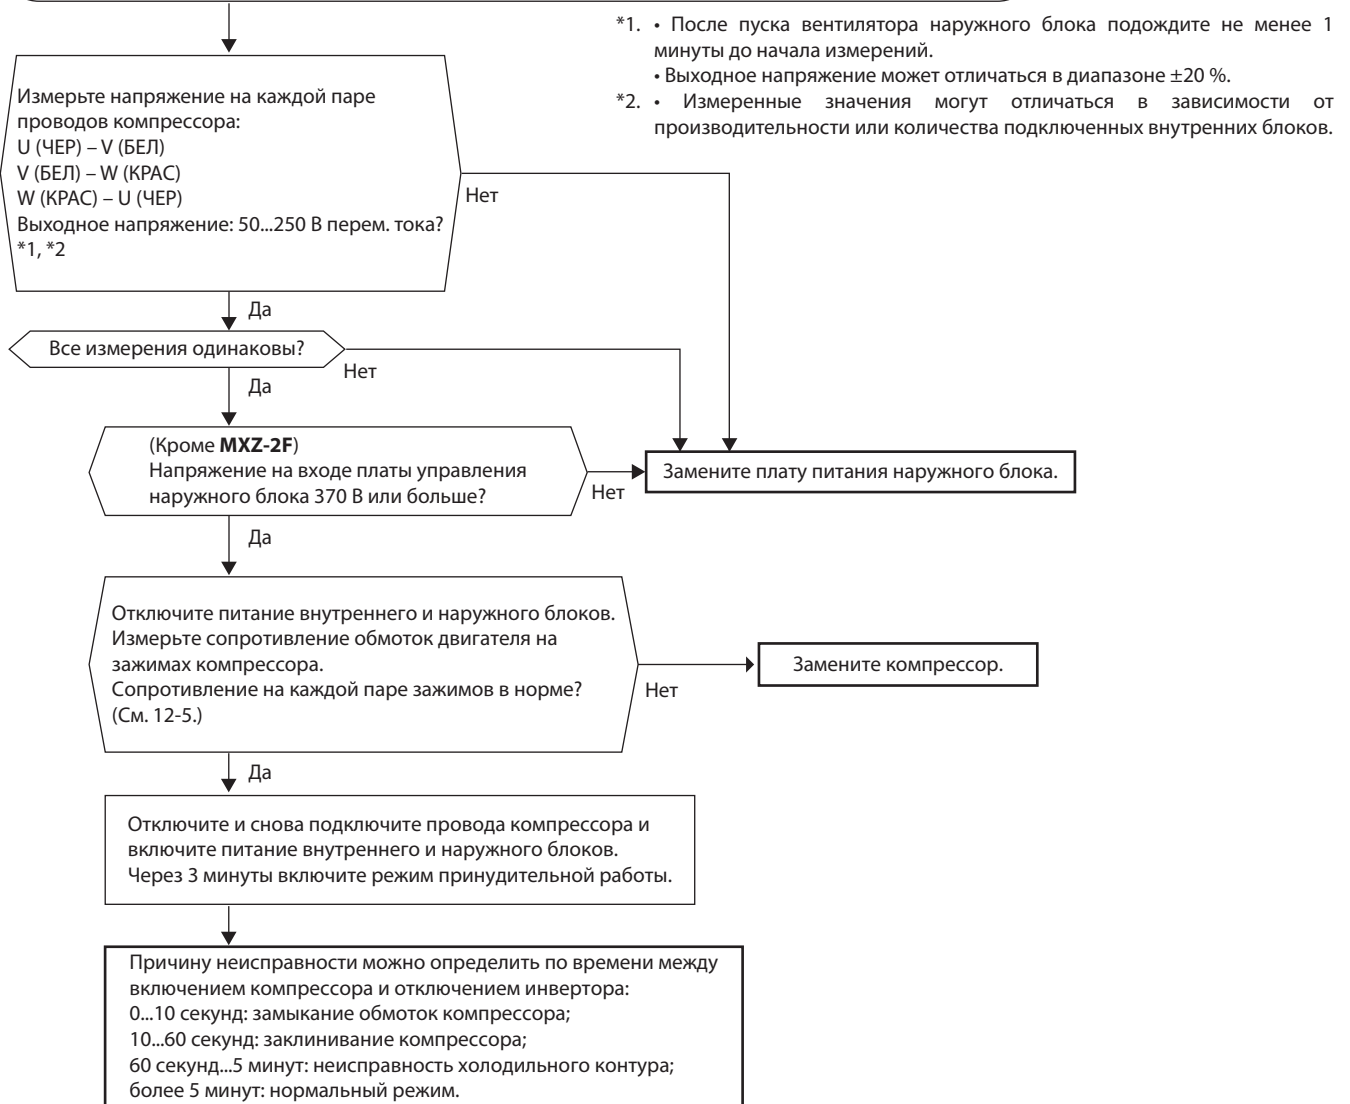 *1. • После пуска вентилятора наружного блока подождите не менее 1
минуты до начала измерений.
• Выходное напряжение может отличаться в диапазоне ±20 %.
*2. • Измеренные значения могут отличаться в зависимости от
производительности или количества подключенных внутренних блоков.
Измерьте напряжение на каждой паре
проводов компрессора:
U (ЧЕР) – V (БЕЛ)
V (БЕЛ) – W (КРАС)
W (КРАС) – U (ЧЕР)
Выходное напряжение: 50...250 В перем. тока?
*1, *2
Нет
Да
Все измерения одинаковы?
Нет
Да
(Кроме MXZ-2F)
Напряжение на входе платы управления
наружного блока 370 В или больше?
Нет
Замените плату питания наружного блока.
Да
Отключите питание внутреннего и наружного блоков.
Измерьте сопротивление обмоток двигателя на
зажимах компрессора.
Сопротивление на каждой паре зажимов в норме?
(См. 12-5.)
Нет
Замените компрессор.
Да
Отключите и снова подключите провода компрессора и
включите питание внутреннего и наружного блоков.
Через 3 минуты включите режим принудительной работы.
Причину неисправности можно определить по времени между
включением компрессора и отключением инвертора:
0...10 секунд: замыкание обмоток компрессора;
10...60 секунд: заклинивание компрессора;
60 секунд...5 минут: неисправность холодильного контура;
более 5 минут: нормальный режим.